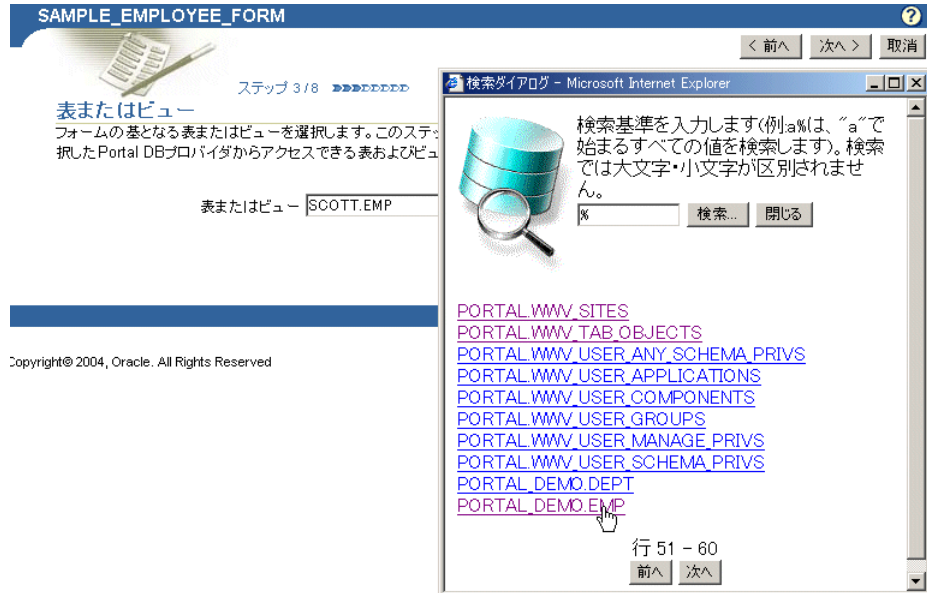 SAMPLE_EMPLOYEE_FORM
?
< 前へ 次へ > 取消
ステップ 3/8
表またはビュー
フォームの基となる表またはビューを選択します。このステッ
択したPortal DBプロバイダからアクセスできる表およびビュ
表またはビュー SCOTT.EMP
Copyright© 2004, Oracle. All Rights Reserved
検索ダイアログ - Microsoft Internet Explorer
検索基準を入力します(例:a%は、"a"で
始まるすべての値を検索します)。検索
では大文字・小文字が区別されませ
ん。
% 検索... 閉じる
PORTAL.WWV_SITES
PORTAL.WWV_TAB_OBJECTS
PORTAL.WWV_USER_ANY_SCHEMA_PRIVS
PORTAL.WWV_USER_APPLICATIONS
PORTAL.WWV_USER_COMPONENTS
PORTAL.WWV_USER_GROUPS
PORTAL.WWV_USER_MANAGE_PRIVS
PORTAL.WWV_USER_SCHEMA_PRIVS
PORTAL_DEMO.DEPT
PORTAL_DEMO.EMP
行 51 - 60
前へ 次へ